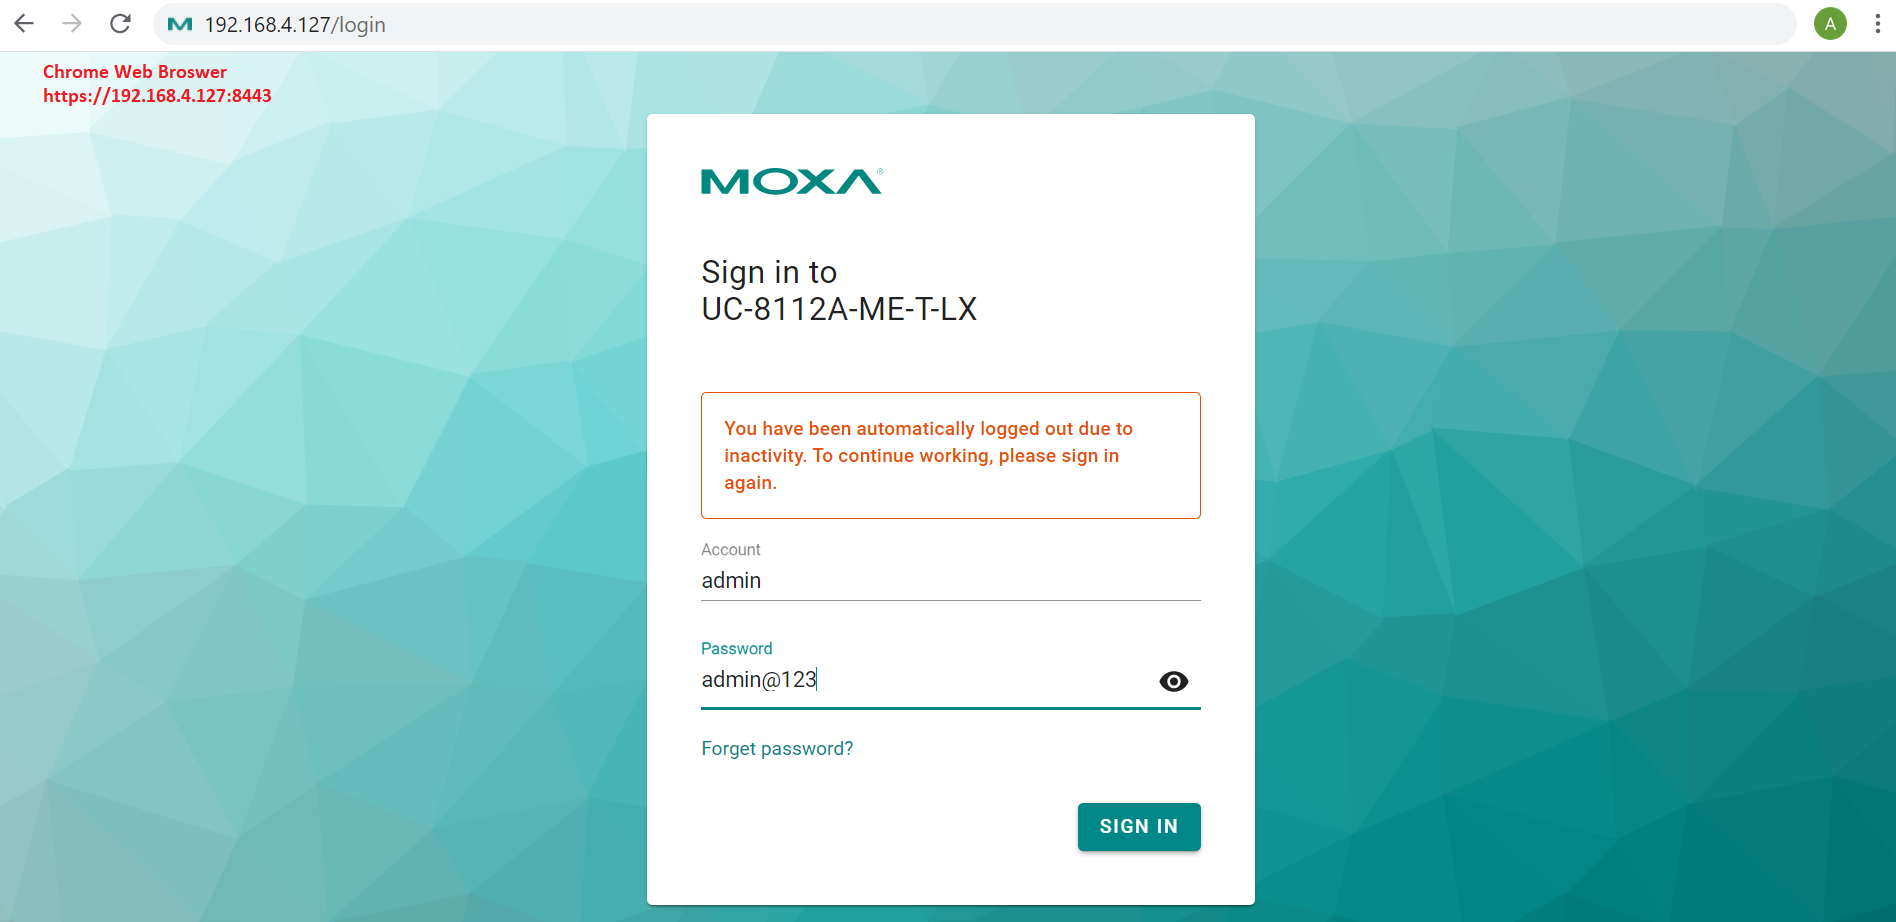 192.168.4.127/login
A
Chrome Web Broswer
https://192.168.4.127:8443
MOXA®
Sign in to
UC-8112A-ME-T-LX
You have been automatically logged out due to
inactivity. To continue working, please sign in
again.
Account
admin
Password
admin@123
Forget password?
SIGN IN